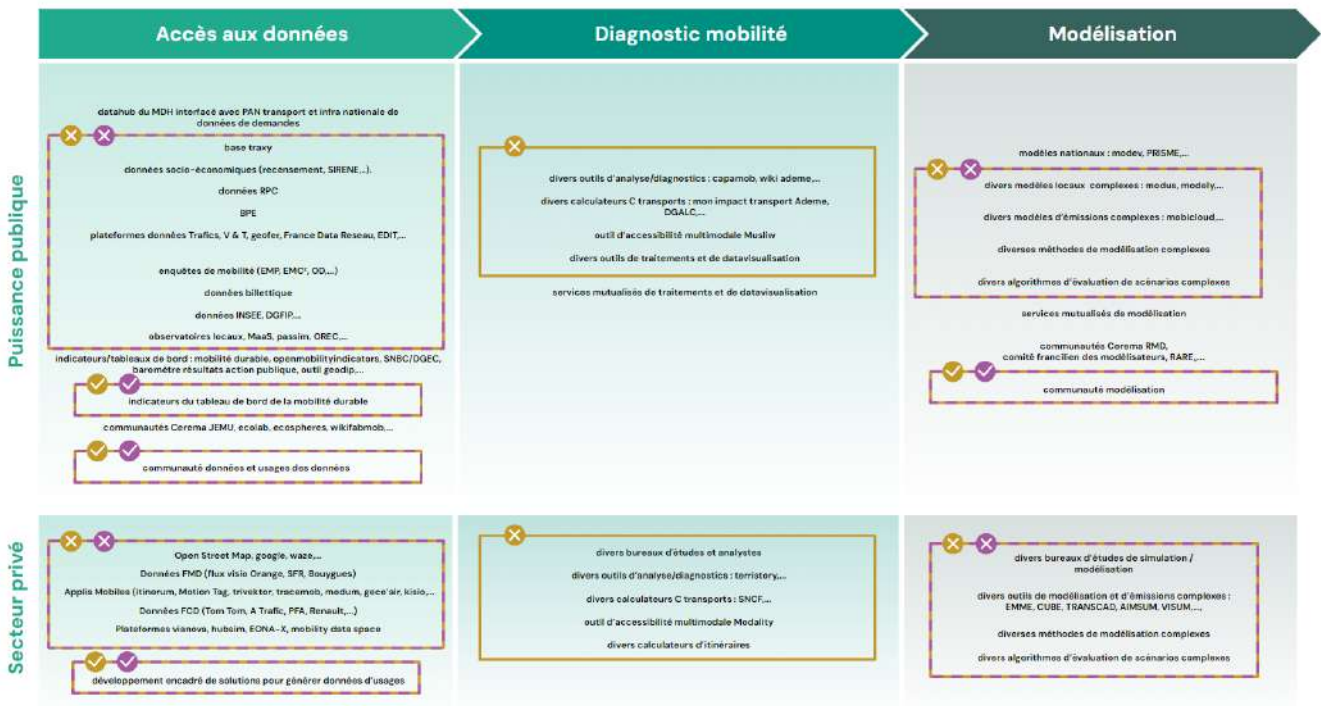 Accès aux données
Diagnostic mobilité
Modélisation
Puissance publique
datahub du MDH interfacé avec PAN transport et infra nationale de
données de demandes
base traxy
données socio-économiques (recensement, SIRENE,..).
données RPC
BPE
plateformes données Trafics, V & T, geofer, France Data Reseau, EDIT,...
enquêtes de mobilité (EMP, EMC², OD,...)
données billettique
données INSEE, DGFIP,...
observatoires locaux, MaaS, passim, OREC,...
indicateurs/tableaux de bord : mobilité durable, openmobilityindicators, SNBC/DGEC,
baromètre résultats action publique, outil geodip,...
indicateurs du tableau de bord de la mobilité durable
communautés Cerema JEMU, ecolab, ecospheres, wikifabmob,...
communauté données et usages des données
divers outils d'analyse/diagnostics : capamob, wiki ademe,...
divers calculateurs C transports : mon impact transport Ademe,
DGALC,...
outil d'accessibilité multimodale Musliw
divers outils de traitements et de datavisualisation
services mutualisés de traitements et de datavisualisation
modèles nationaux : modev, PRISME,...
divers modèles locaux complexes : modus, modely,...
divers modèles d'émissions complexes : mobicloud,...
diverses méthodes de modélisation complexes
divers algorithmes d'évaluation de scénarios complexes
services mutualisés de modélisation
communautés Cerema RMD,
comité francilien des modélisateurs, RARE,...
communauté modélisation
Secteur privé
Open Street Map, google, waze,...
Données FMD (flux visio Orange, SFR, Bouygues)
Applis Mobiles (itinerum, Motion Tag, trivektor, tracemob, modum, geco'air, kisio,...
Données FCD (Tom Tom, A Trafic, PFA, Renault,...)
Plateformes vianova, hubsim, EONA-X, mobility data space
développement encadré de solutions pour générer données d'usages
divers bureaux d'études et analystes
divers outils d'analyse/diagnostics : terristory,...
divers calculateurs C transports : SNCF,...
outil d'accessibilité multimodale Modality
divers calculateurs d'itinéraires
divers bureaux d'études de simulation /
modélisation
divers outils de modélisation et d'émissions complexes :
EMME, CUBE, TRANSCAD, AIMSUM, VISUM,...,
diverses méthodes de modélisation complexes
divers algorithmes d'évaluation de scénarios complexes